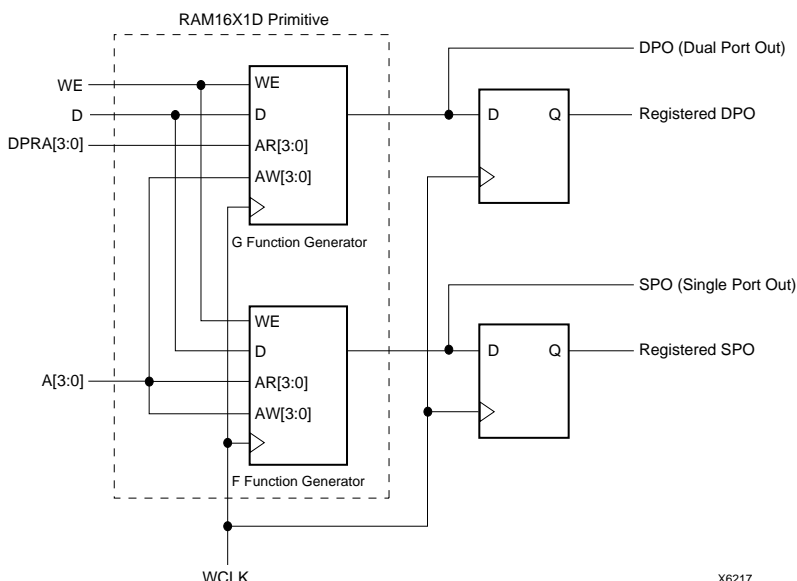 RAM16X1D Primitive
WE
D
DPRA[3:0]
WE
D
AR[3:0]
AW[3:0]
G Function Generator
DPO (Dual Port Out)
D Q
Registered DPO
A[3:0]
WE
D
AR[3:0]
AW[3:0]
F Function Generator
SPO (Single Port Out)
D Q
Registered SPO
WCLK
X6217